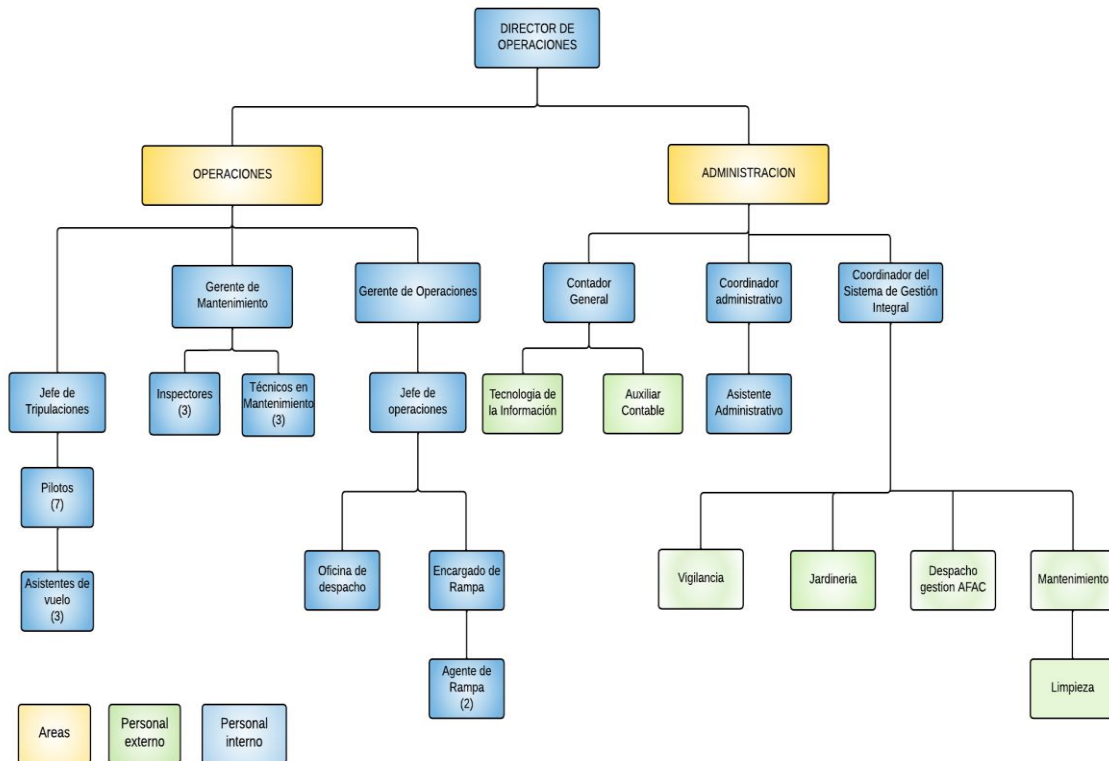 DIRECTOR DE
OPERACIONES
OPERACIONES
ADMINISTRACION
Gerente de
Mantenimiento
Gerente de Operaciones
Contador
General
Coordinador
administrativo
Coordinador del
Sistema de Gestión
Integral
Jefe de
Tripulaciones
Inspectores
(3)
Técnicos en
Mantenimiento
(3)
Jefe de
operaciones
Tecnologia de
la Información
Auxiliar
Contable
Asistente
Administrativo
Pilotos
(7)
Asistentes de
vuelo
(3)
Oficina de
despacho
Encargado de
Rampa
Vigilancia
Jardineria
Despacho
gestion AFAC
Mantenimiento
Agente de
Rampa
(2)
Limpieza
Areas
Personal
externo
Personal
interno